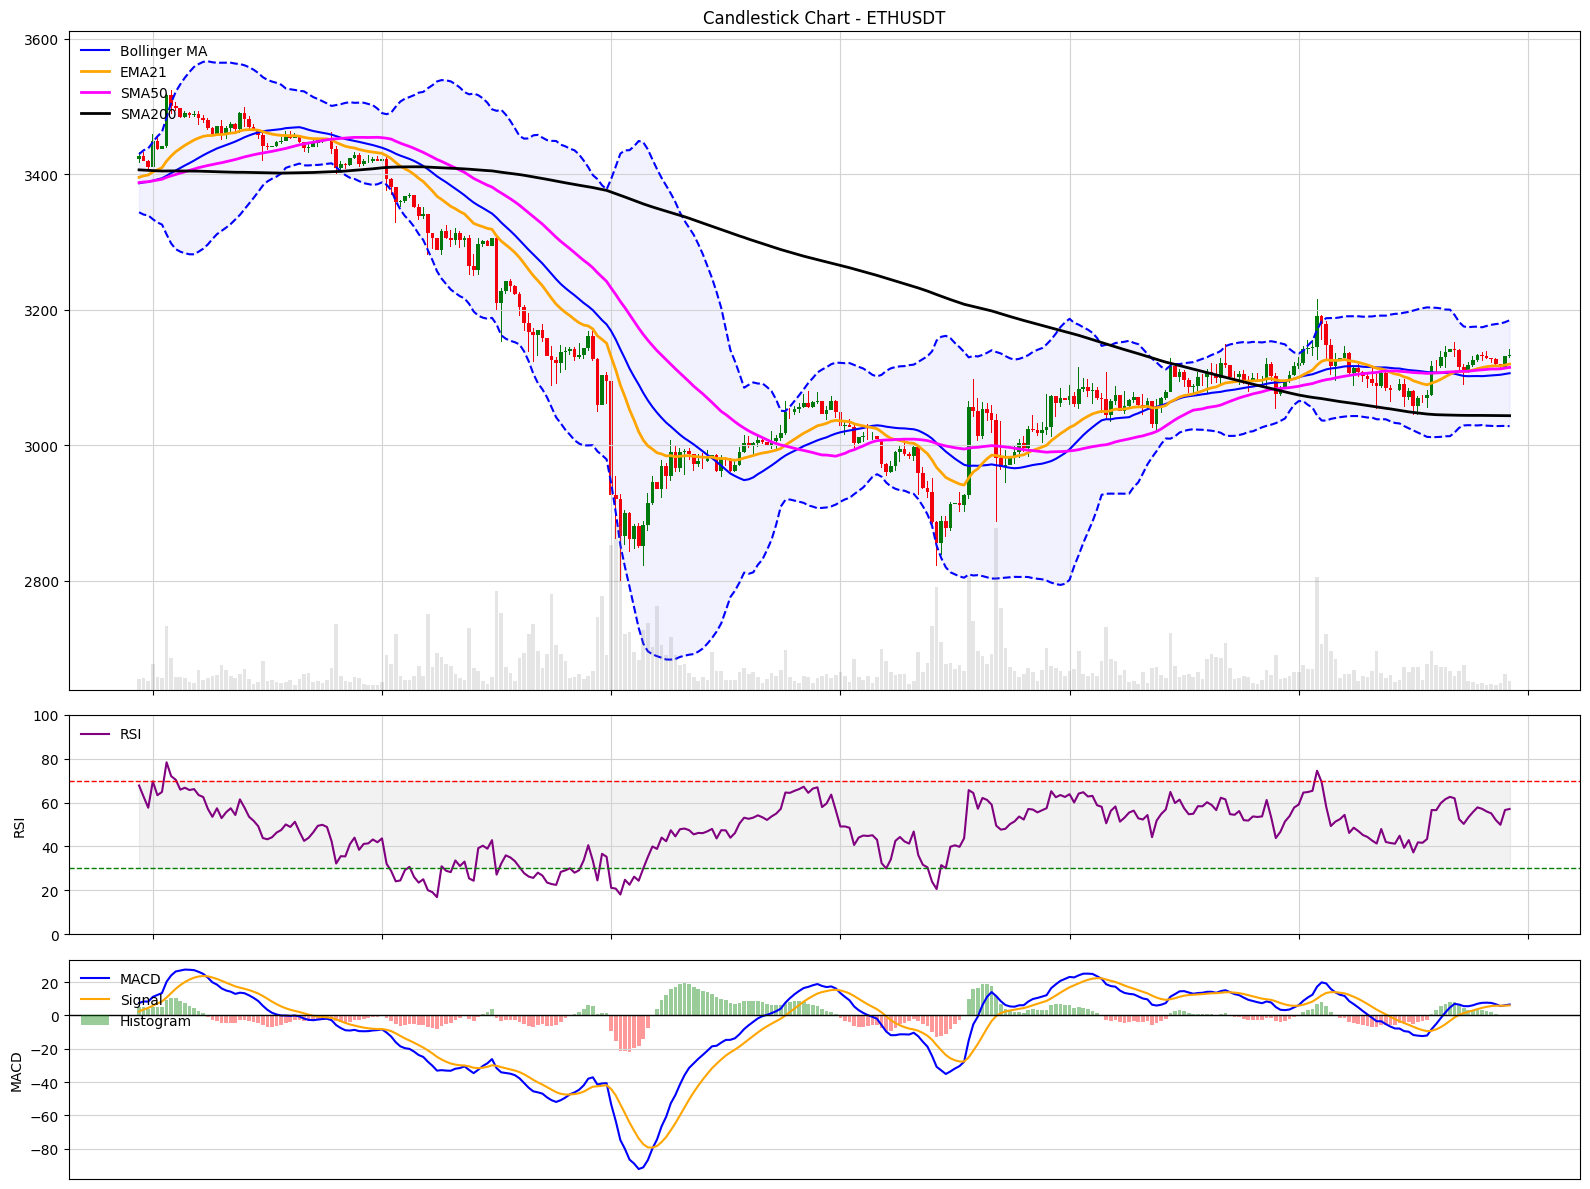 Candlestick Chart - ETHUSDT
3600
3400
3200
3000
2800
Bollinger MA
EMA21
SMA50
SMA200
RSI
100
80
60
40
20
0
RSI
MACD
20
0
−20
−40
−60
−80
MACD
Signal
Histogram